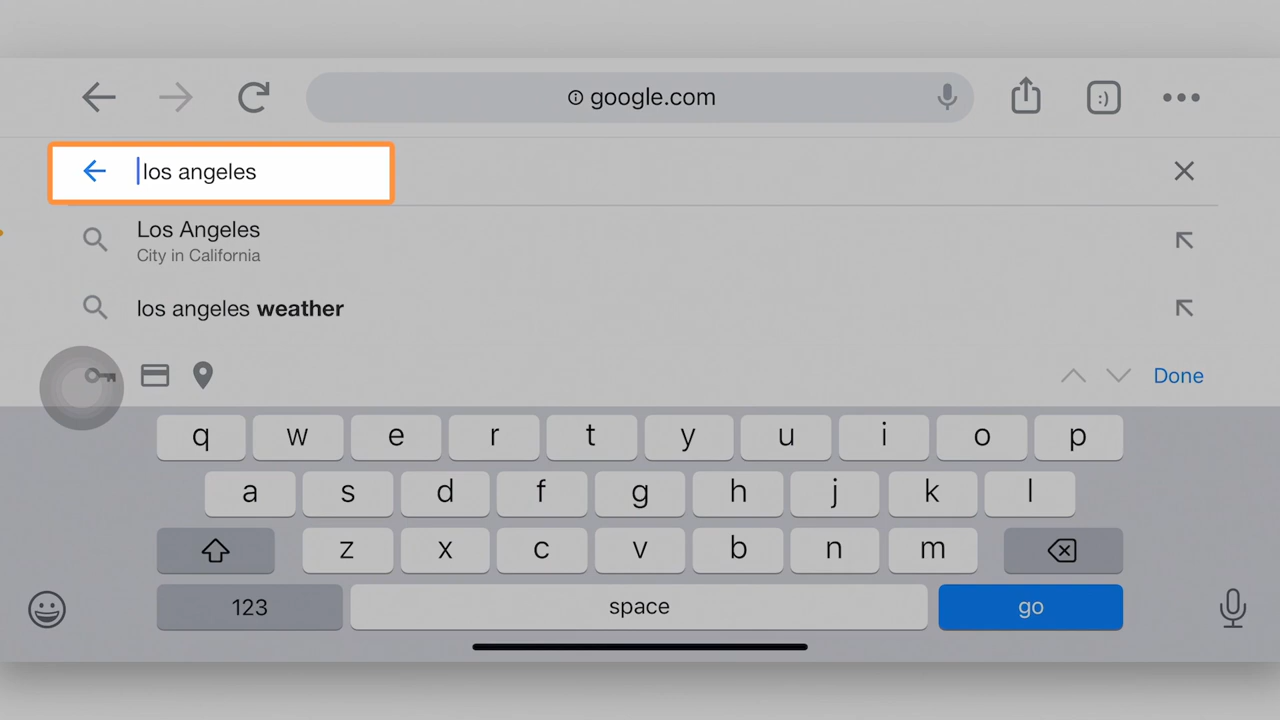 google.com
los angeles
Los Angeles
City in California
los angeles weather
Done
q w e r t y u i o p
a s d f g h j k l
z x c v b n m
123 space go